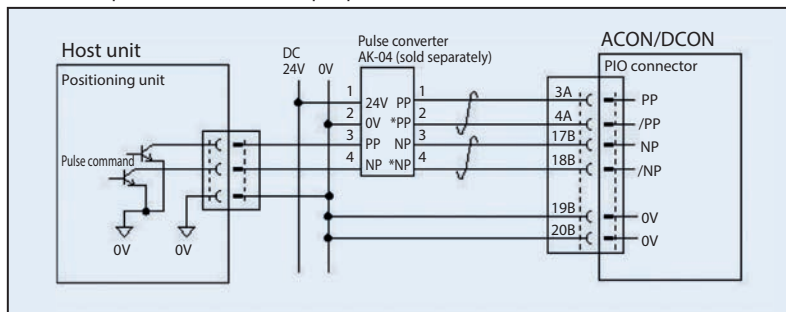 Host unit
Positioning unit
Pulse command
0V
0V
DC
24V
0V
Pulse converter
AK-04 (sold separately)
1 24V PP 1
2 0V *PP 2
3 PP NP 3
4 NP *NP 4
ACON/DCON
PIO connector
3A PP
4A /PP
17B NP
18B /NP
19B 0V
20B 0V